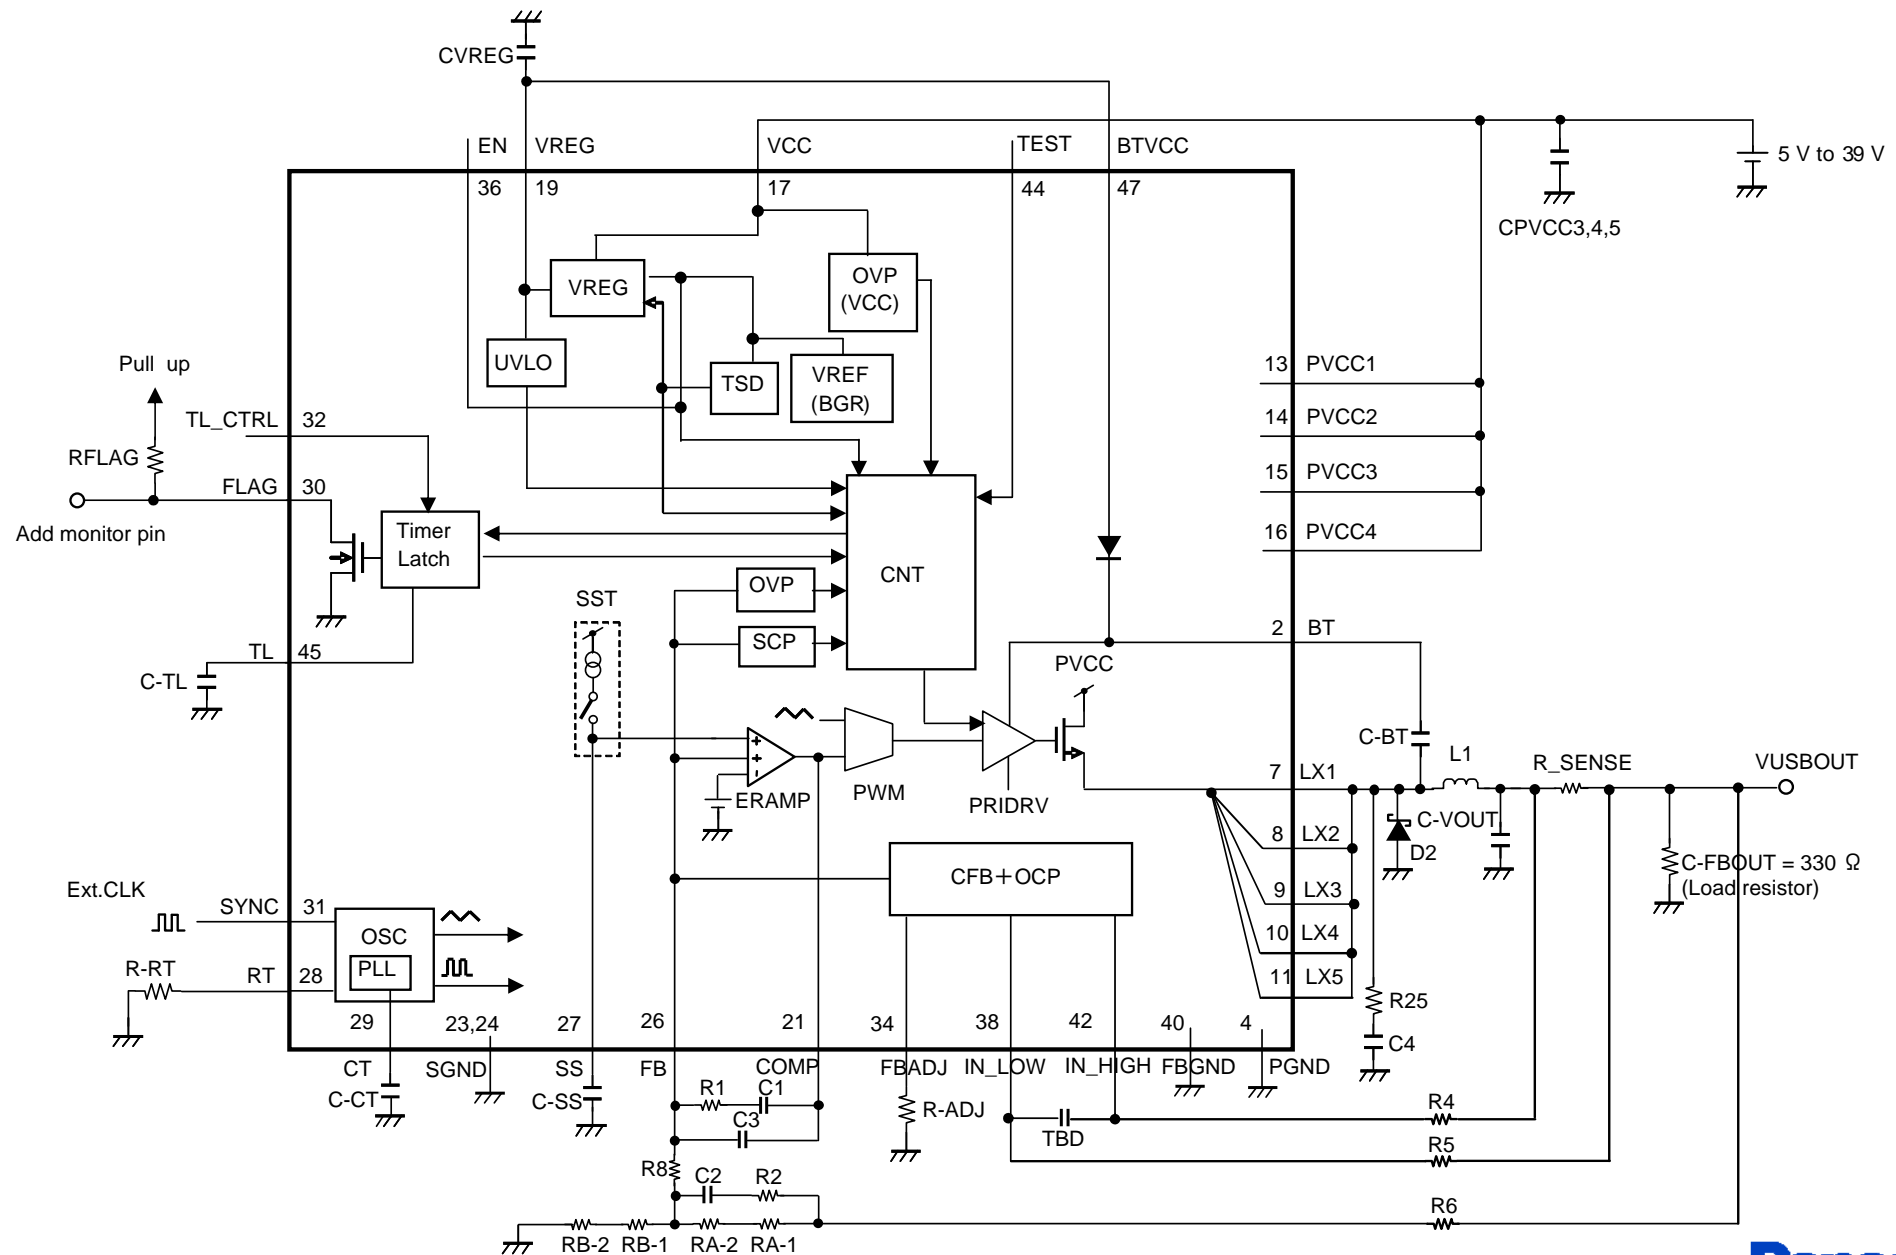 CVREG
EN
VREG
VCC
TEST
BTVCC
5 V to 39 V
36
19
17
44
47
CPVCC3,4,5
VREG
OVP
(VCC)
UVLO
TSD
VREF
(BGR)
13
PVCC1
14
PVCC2
15
PVCC3
16
PVCC4
Pull up
TL_CTRL
32
RFLAG
FLAG
30
Add monitor pin
Timer
Latch
CNT
OVP
SCP
SST
TL
45
C-TL
2
BT
PVCC
C-BT
L1
R_SENSE
VUSBOUT
7
LX1
ERAMP
PWM
PRIDRV
C-VOUT
D2
8
LX2
9
LX3
10
LX4
11
LX5
C-FBOUT = 330 Ω
(Load resistor)
CFB+OCP
Ext.CLK
SYNC
31
OSC
PLL
R-RT
RT
28
R25
C4
29
23,24
27
26
21
34
38
42
40
4
CT
SGND
SS
FB
COMP
FBADJ
IN_LOW
IN_HIGH
FBGND
PGND
C-CT
C-SS
R1
C1
C3
R-ADJ
TBD
R4
R5
R8
C2
R2
R6
RB-2
RB-1
RA-2
RA-1